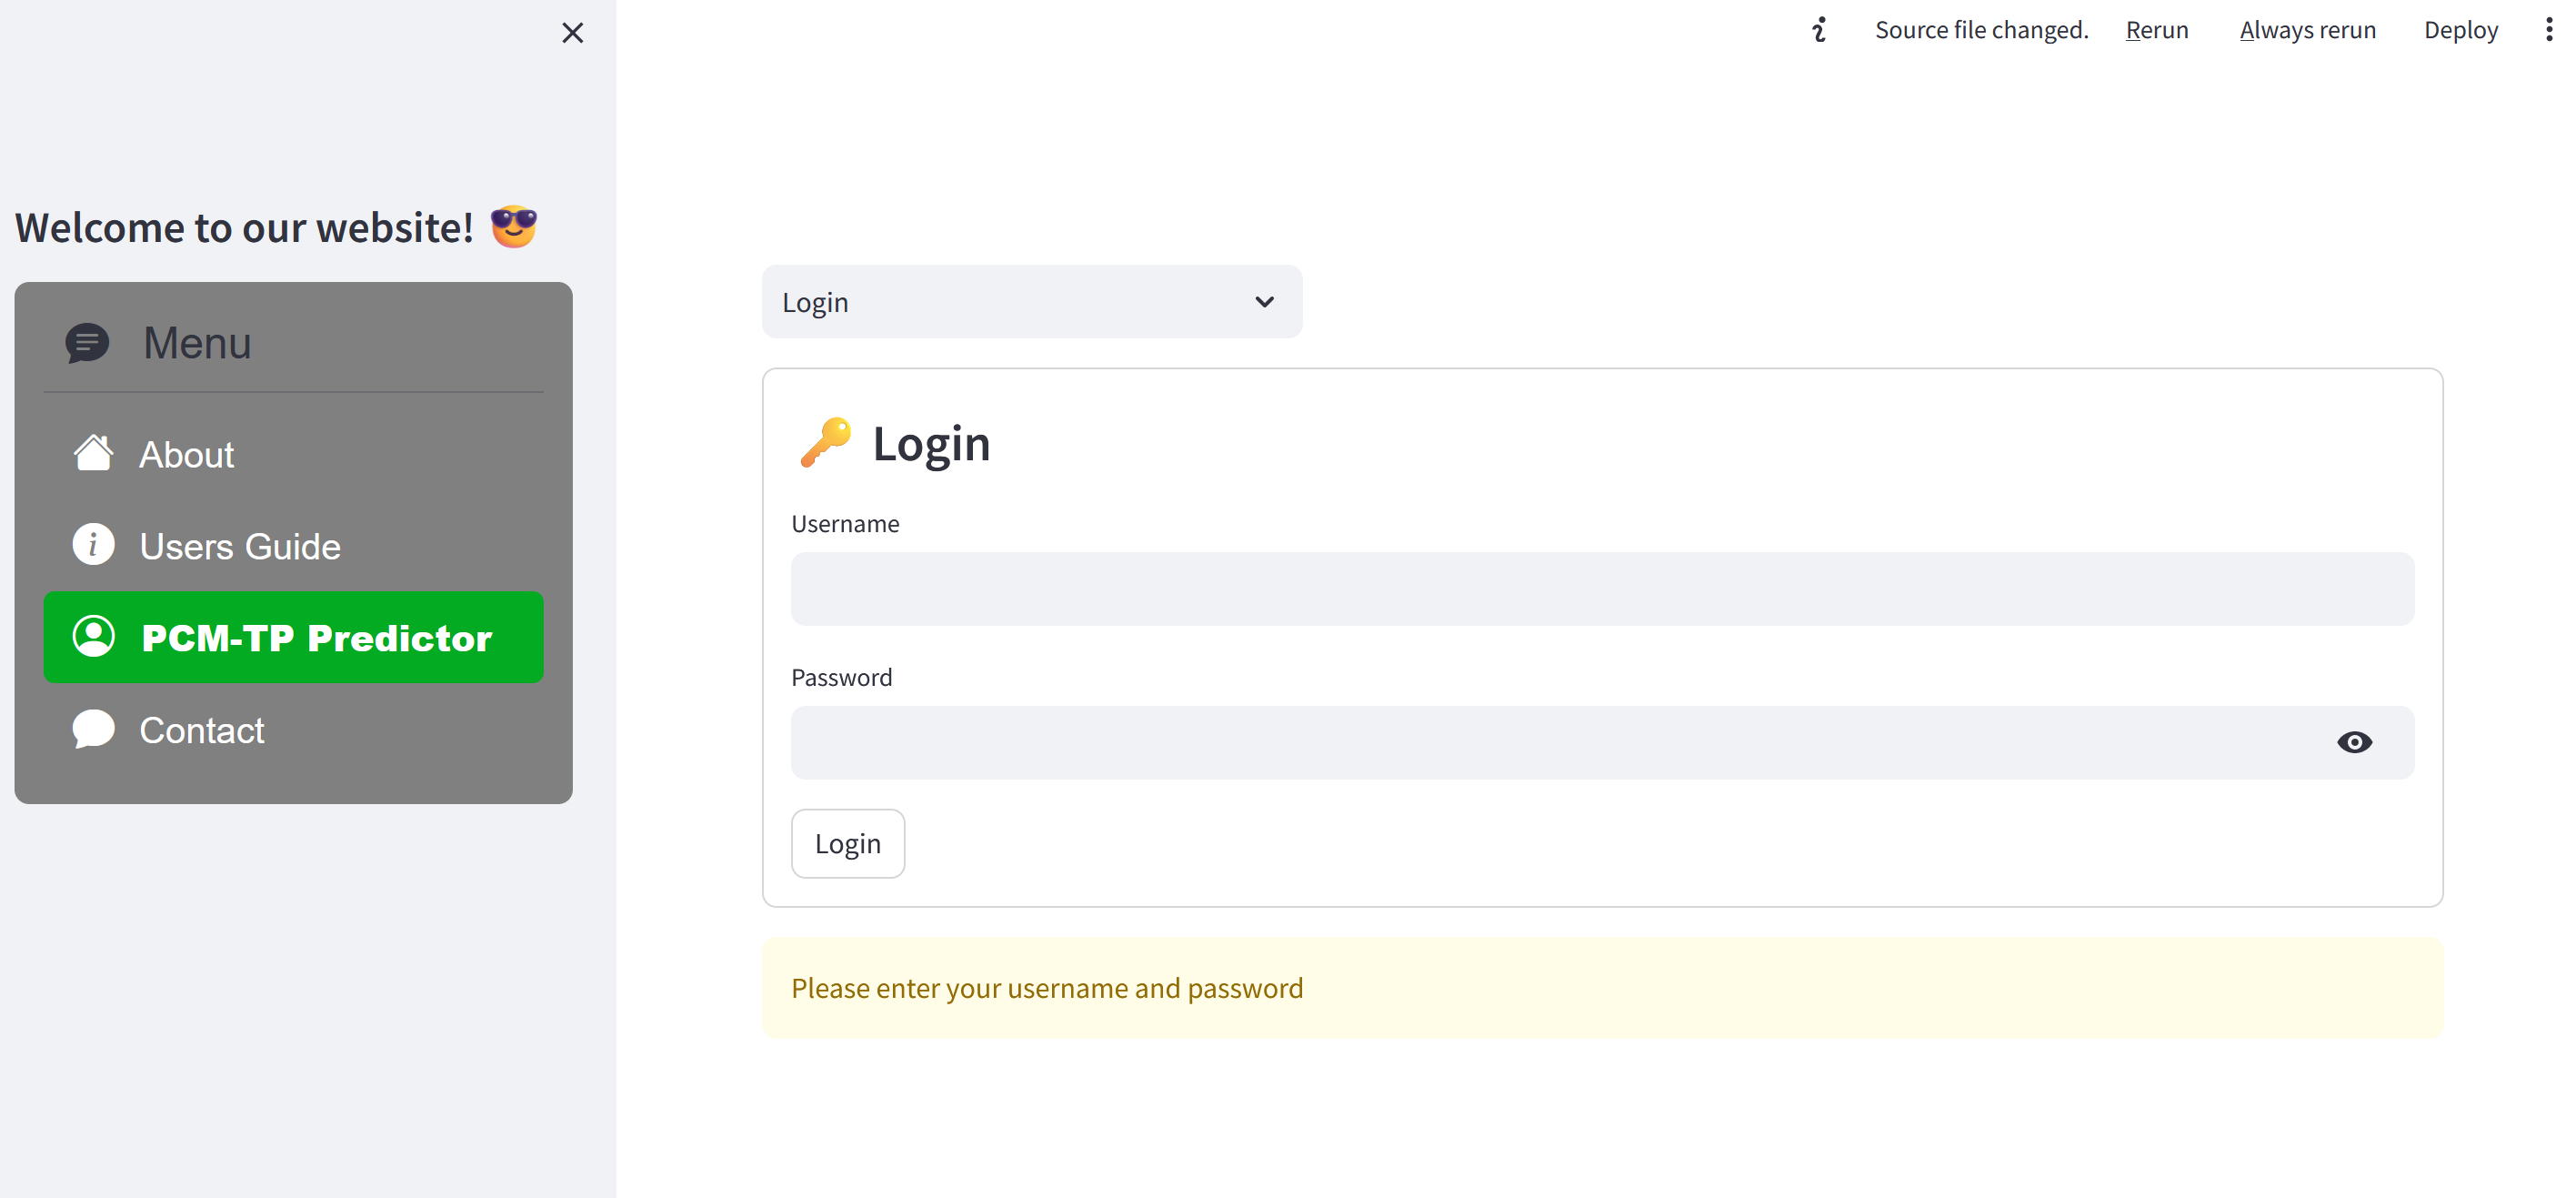 Source file changed. Rerun Always rerun Deploy
Welcome to our website! 😎
Menu
About
Users Guide
PCM-TP Predictor
Contact
Login
🔑 Login
Username
Password
Login
Please enter your username and password